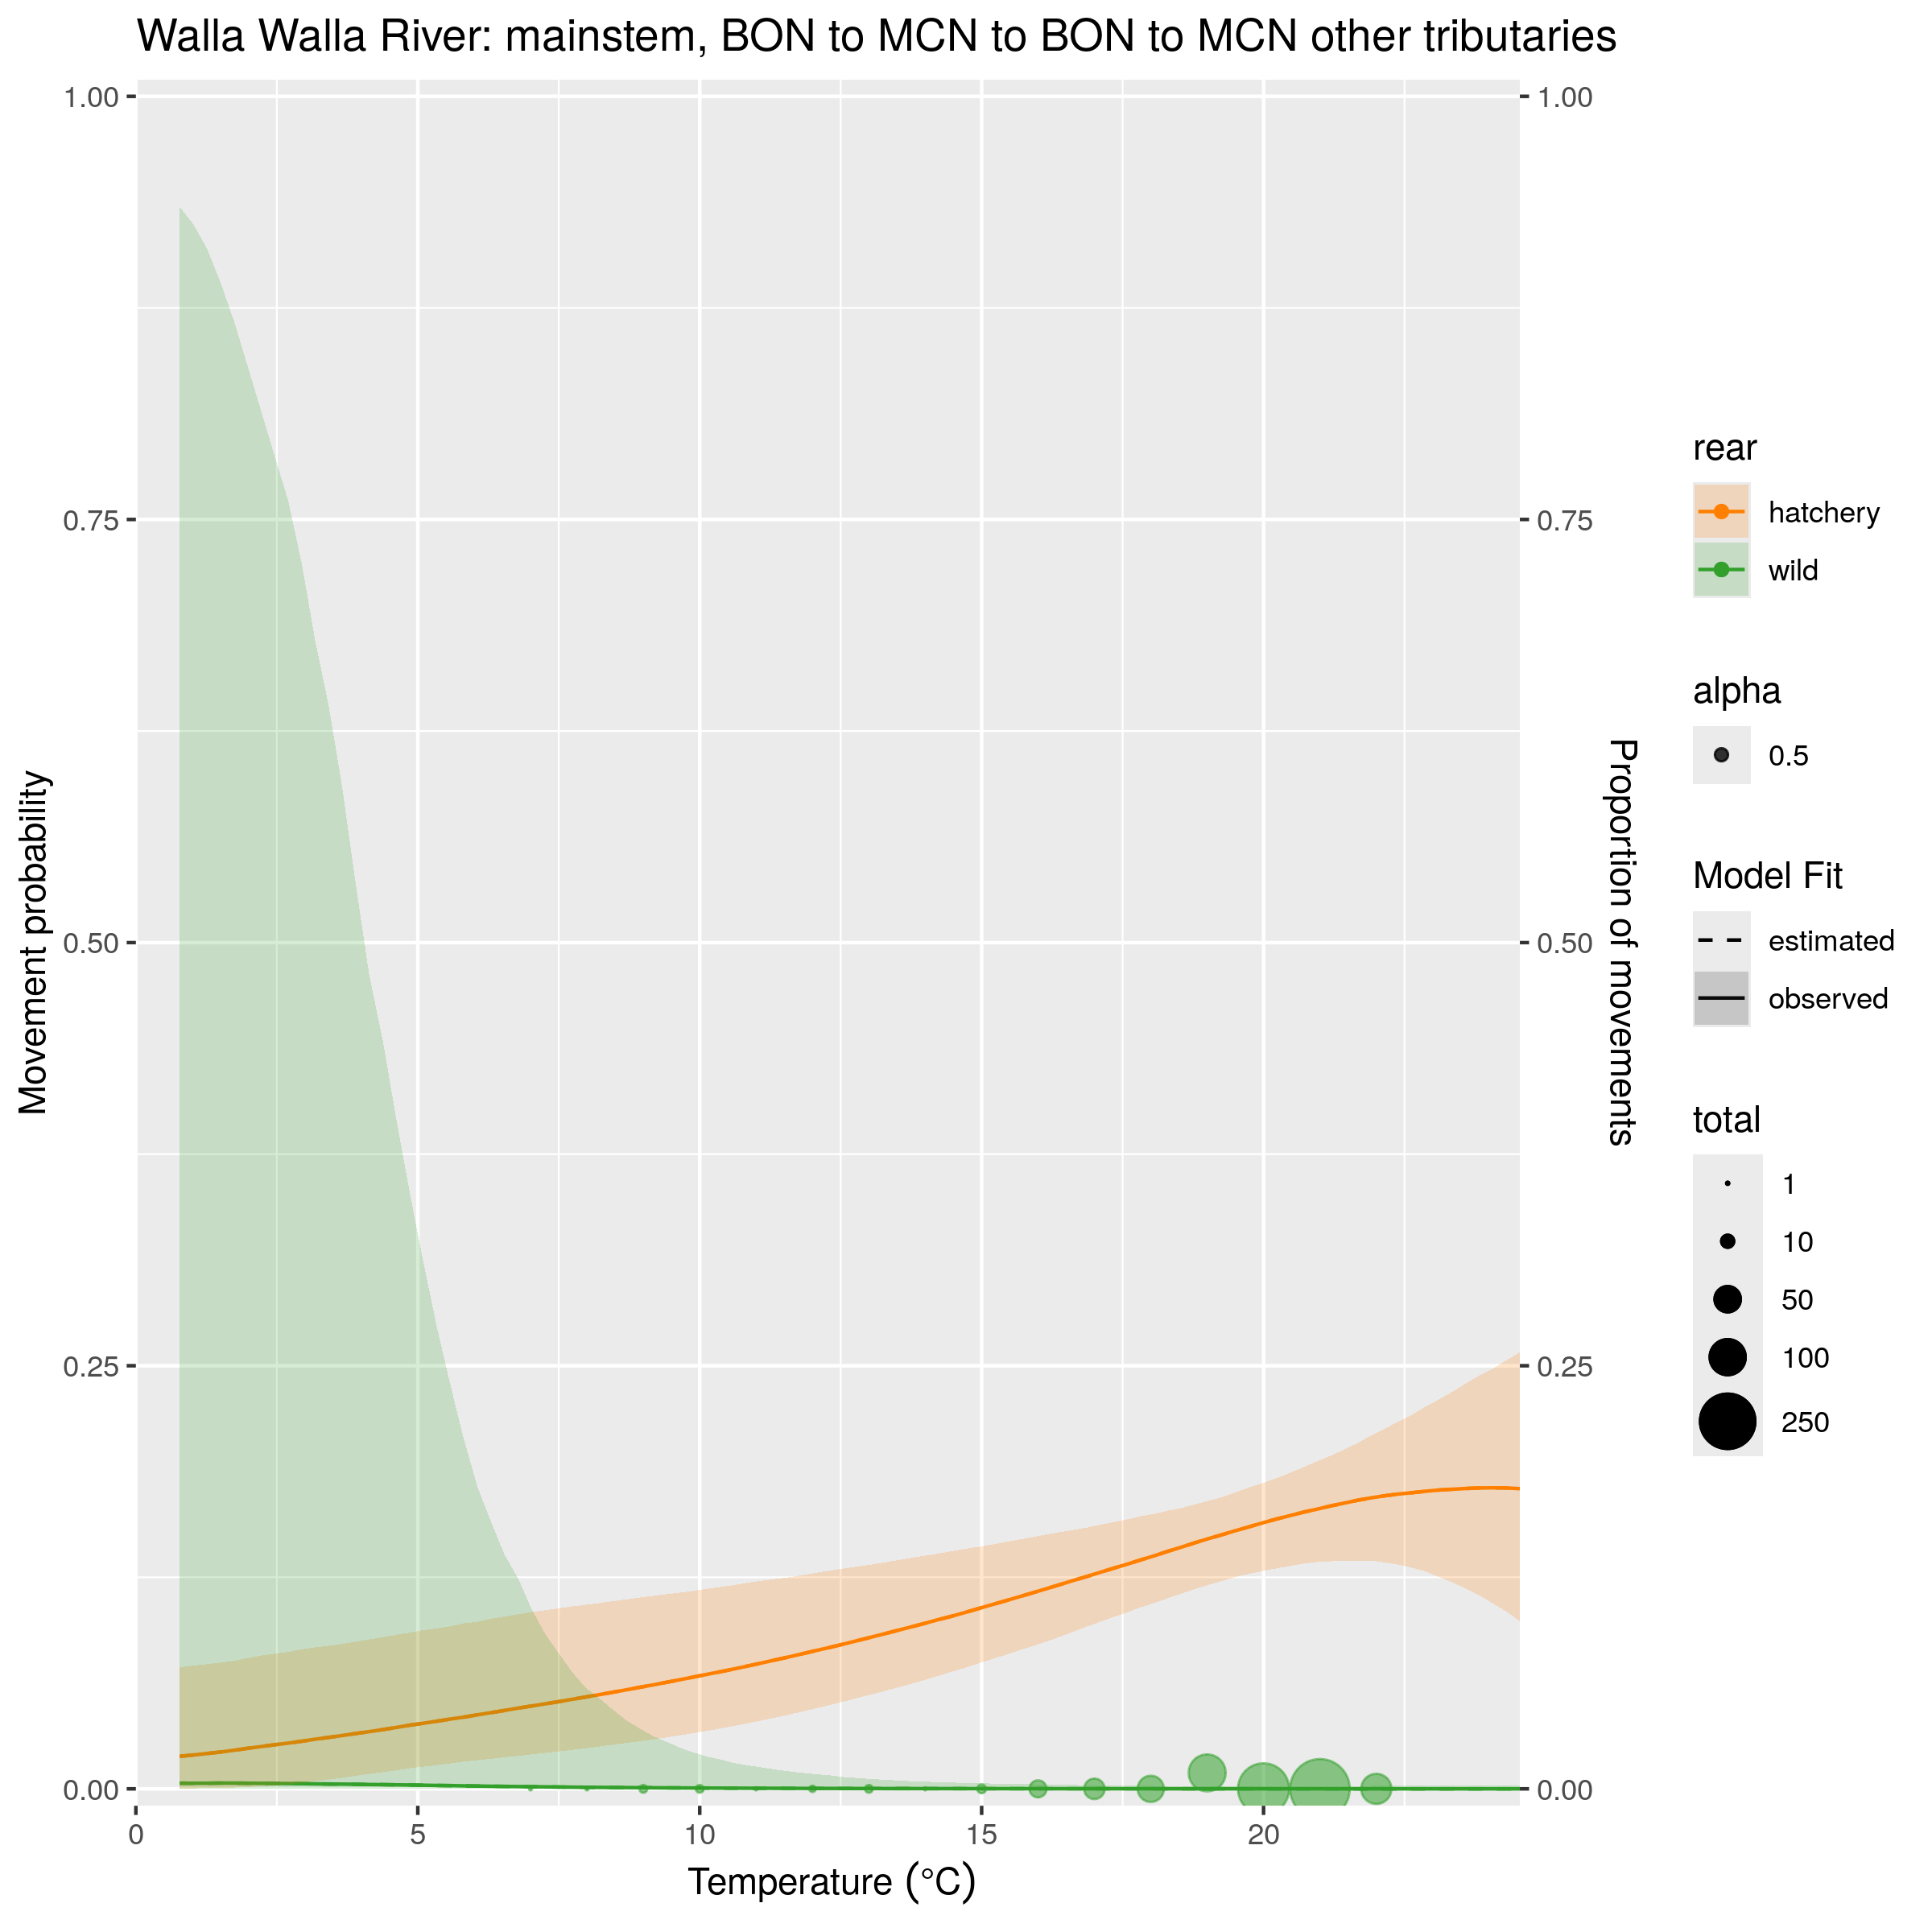 Walla Walla River: mainstem, BON to MCN to BON to MCN other tributaries
Movement probability
1.00
0.75
0.50
0.25
0.00
0
5
10
15
20
Temperature (°C)
1.00
0.75
0.50
0.25
0.00
Proportion of movements
rear
hatchery
wild
alpha
0.5
Model Fit
estimated
observed
total
1
10
50
100
250